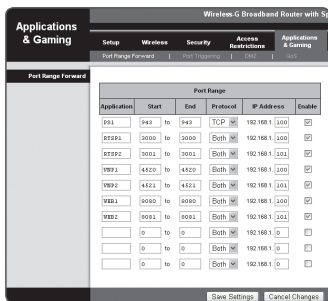 Wireless-G Broadband Router with Sp
Applications & Gaming
Setup Wireless Security Access Restrictions Applications & Gaming
Port Range Forward | Port Triggering | DMZ | QoS
Port Range Forward
Port Range
Application Start End Protocol IP Address Enable
PS1 943 to 943 TCP 192.168.1. 100
RTSP1 3000 to 3000 Both 192.168.1. 100
RTSP2 3001 to 3001 Both 192.168.1. 101
VNP1 4520 to 4520 Both 192.168.1. 100
VNP2 4521 to 4521 Both 192.168.1. 101
WEB1 8080 to 8080 Both 192.168.1. 100
WEB2 8081 to 8081 Both 192.168.1. 101
0 to 0 Both 192.168.1. 0
0 to 0 Both 192.168.1. 0
0 to 0 Both 192.168.1. 0
Save Settings Cancel Changes